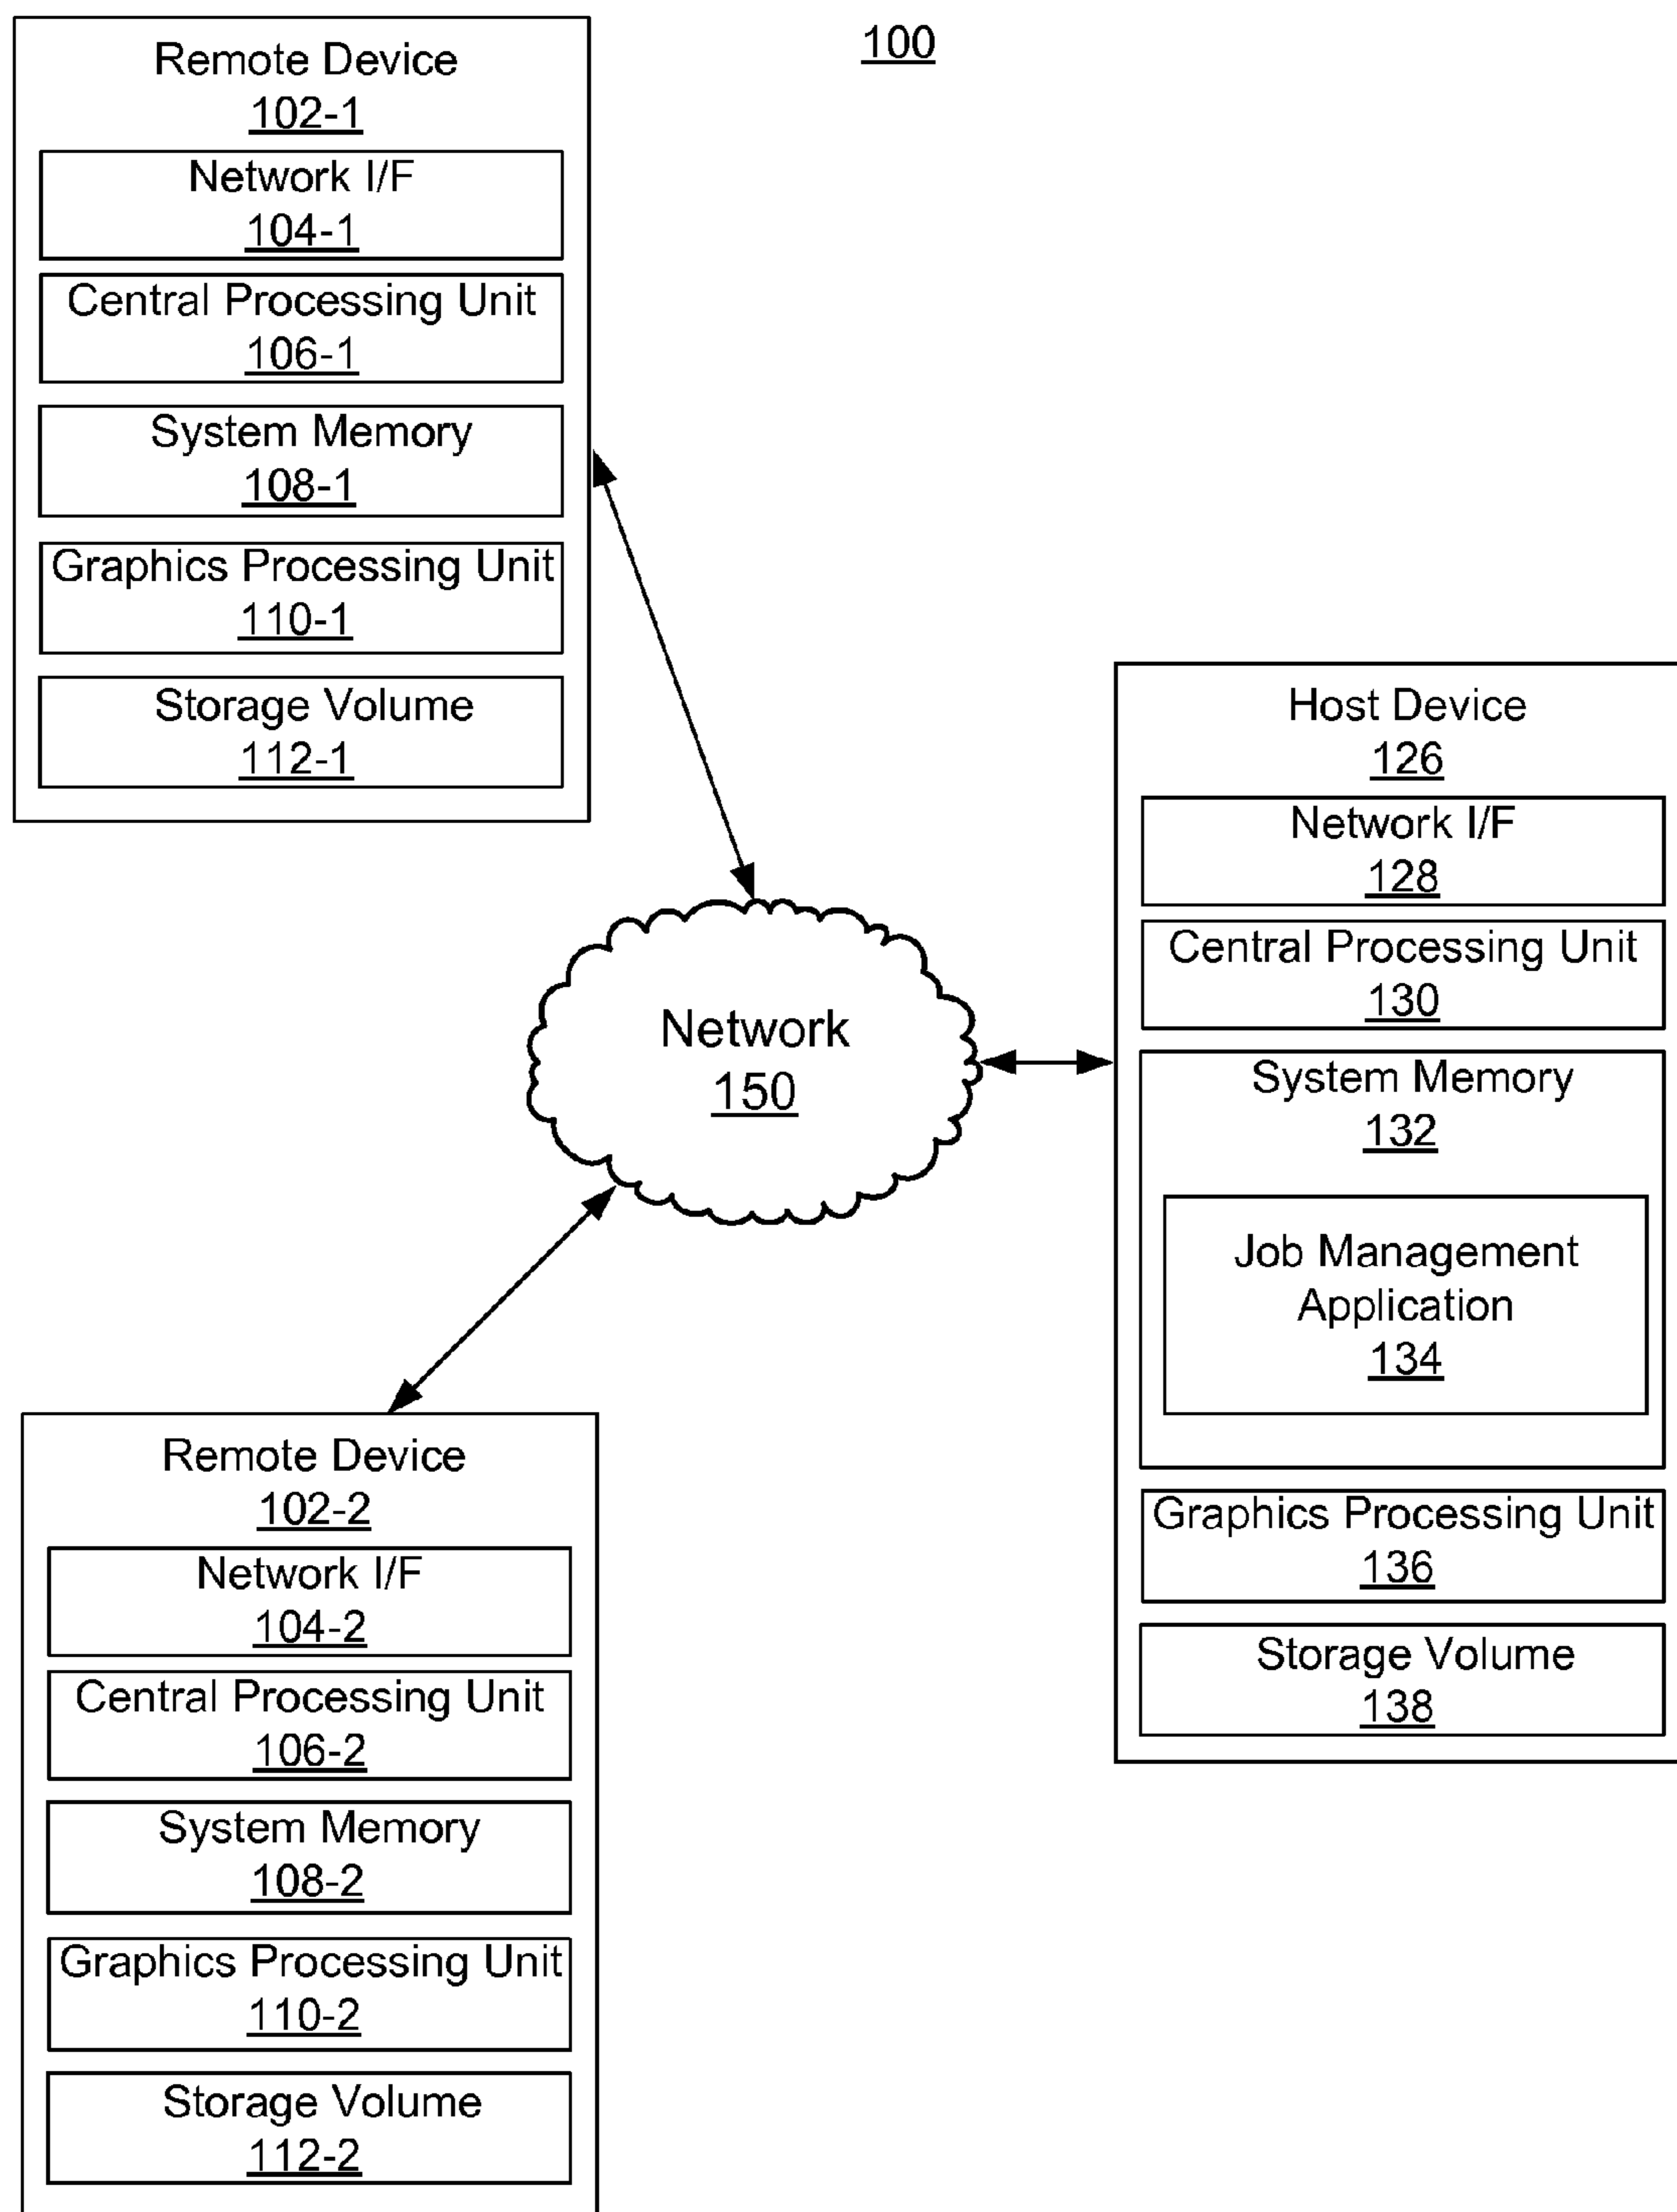 100
Remote Device
102-1
Network I/F
104-1
Central Processing Unit
106-1
System Memory
108-1
Graphics Processing Unit
110-1
Storage Volume
112-1
Host Device
126
Network I/F
128
Central Processing Unit
130
System Memory
132
Job Management
Application
134
Graphics Processing Unit
136
Storage Volume
138
Network
150
Remote Device
102-2
Network I/F
104-2
Central Processing Unit
106-2
System Memory
108-2
Graphics Processing Unit
110-2
Storage Volume
112-2